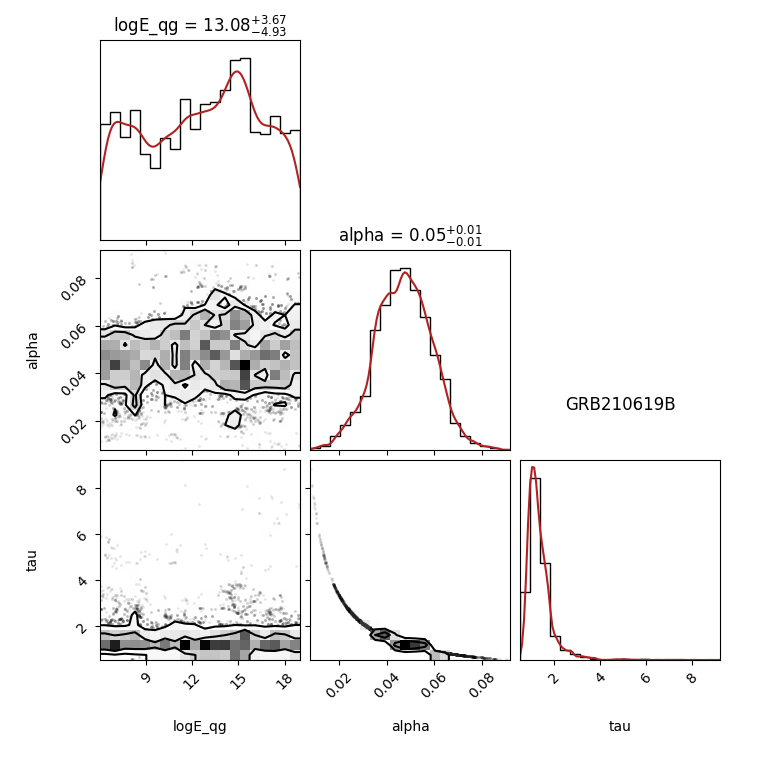 logE_qg = 13.08+3.67 −4.93
alpha = 0.05+0.01 −0.01
0.08
0.06
0.04
0.02
alpha
GRB210619B
8
6
4
2
tau
9 12 15 18
0.02 0.04 0.06 0.08
2 4 6 8
logE_qg alpha tau